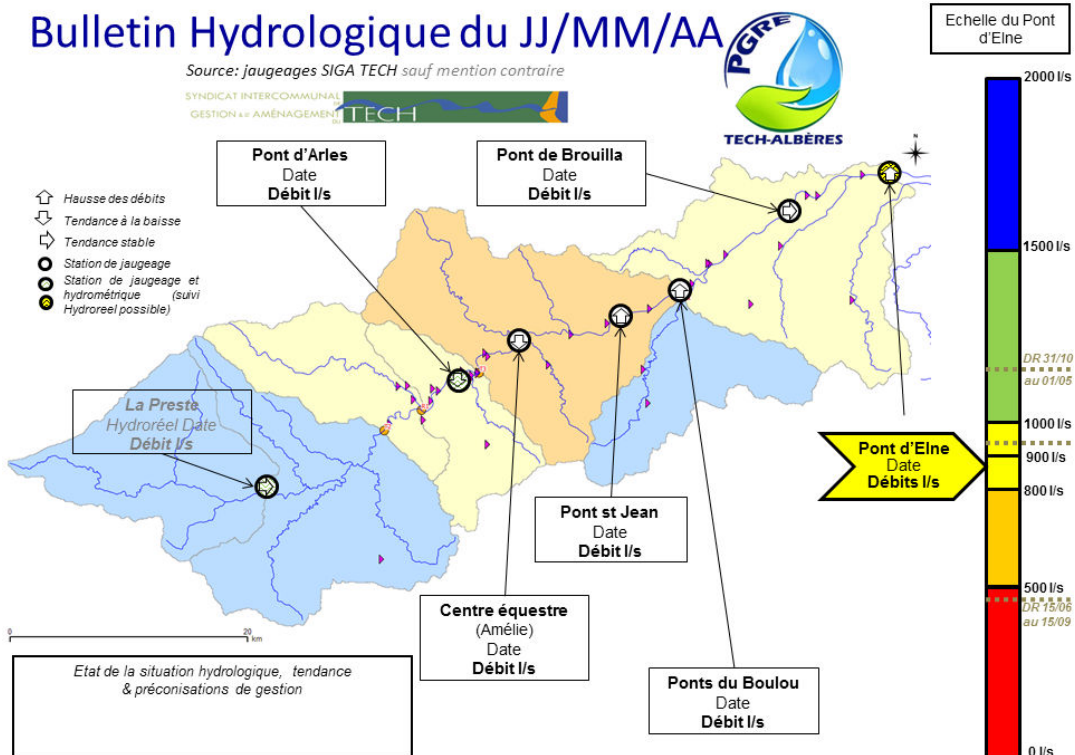 Bulletin Hydrologique du JJ/MM/AA
Source: jaugeages SIGA TECH sauf mention contraire
SYNDICAT INTERCOMMUNAL
GESTION & AMÉNAGEMENT
TECH
PGRE
TECH-ALBÈRES
Echelle du Pont
d'Elne
2000 l/s
1500 l/s
DR 31/10
au 01/05
1000 l/s
900 l/s
800 l/s
500 l/s
DR 15/06
au 15/09
0 l/s
N
Pont d'Arles
Date
Débit l/s
Pont de Brouilla
Date
Débit l/s
Hausse des débits
Tendance à la baisse
Tendance stable
Station de jaugeage
Station de jaugeage et
hydrométrique (suivi
Hydroreel possible)
La Preste
Hydroréel Date
Débit l/s
Pont d'Elne
Date
Débits l/s
Pont st Jean
Date
Débit l/s
Centre équestre
(Amélie)
Date
Débit l/s
Ponts du Boulou
Date
Débit l/s
0 20
km
Etat de la situation hydrologique, tendance
& préconisations de gestion